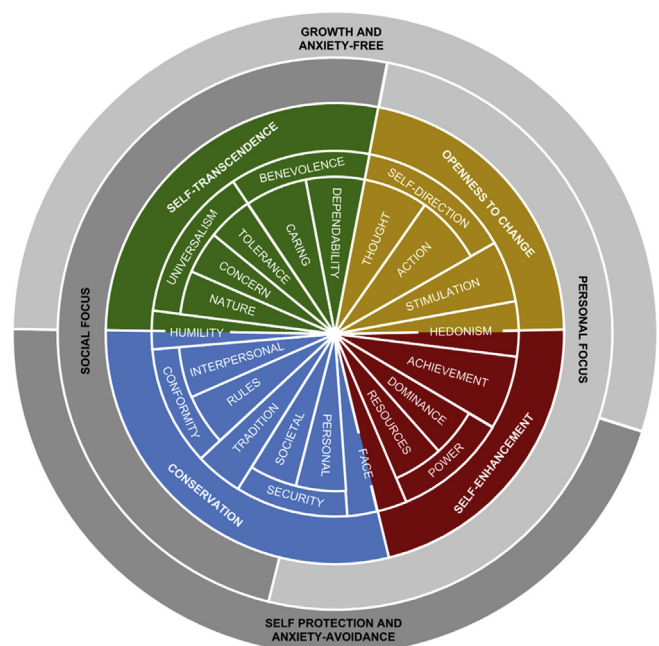 GROWTH AND
ANXIETY-FREE
SELF-TRANSCENDENCE
OPENNESS TO CHANGE
BENEVOLENCE
SELF-DIRECTION
UNIVERSALISM
TOLERANCE
CARING
DEPENDABILITY
THOUGHT
ACTION
CONCERN
STIMULATION
NATURE
HUMILITY
HEDONISM
SOCIAL FOCUS
PERSONAL FOCUS
INTERPERSONAL
ACHIEVEMENT
CONFORMITY
RULES
DOMINANCE
TRADITION
SOCIETAL
PERSONAL
FACE
RESOURCES
POWER
SECURITY
CONSERVATION
SELF-ENHANCEMENT
SELF PROTECTION AND
ANXIETY-AVOIDANCE